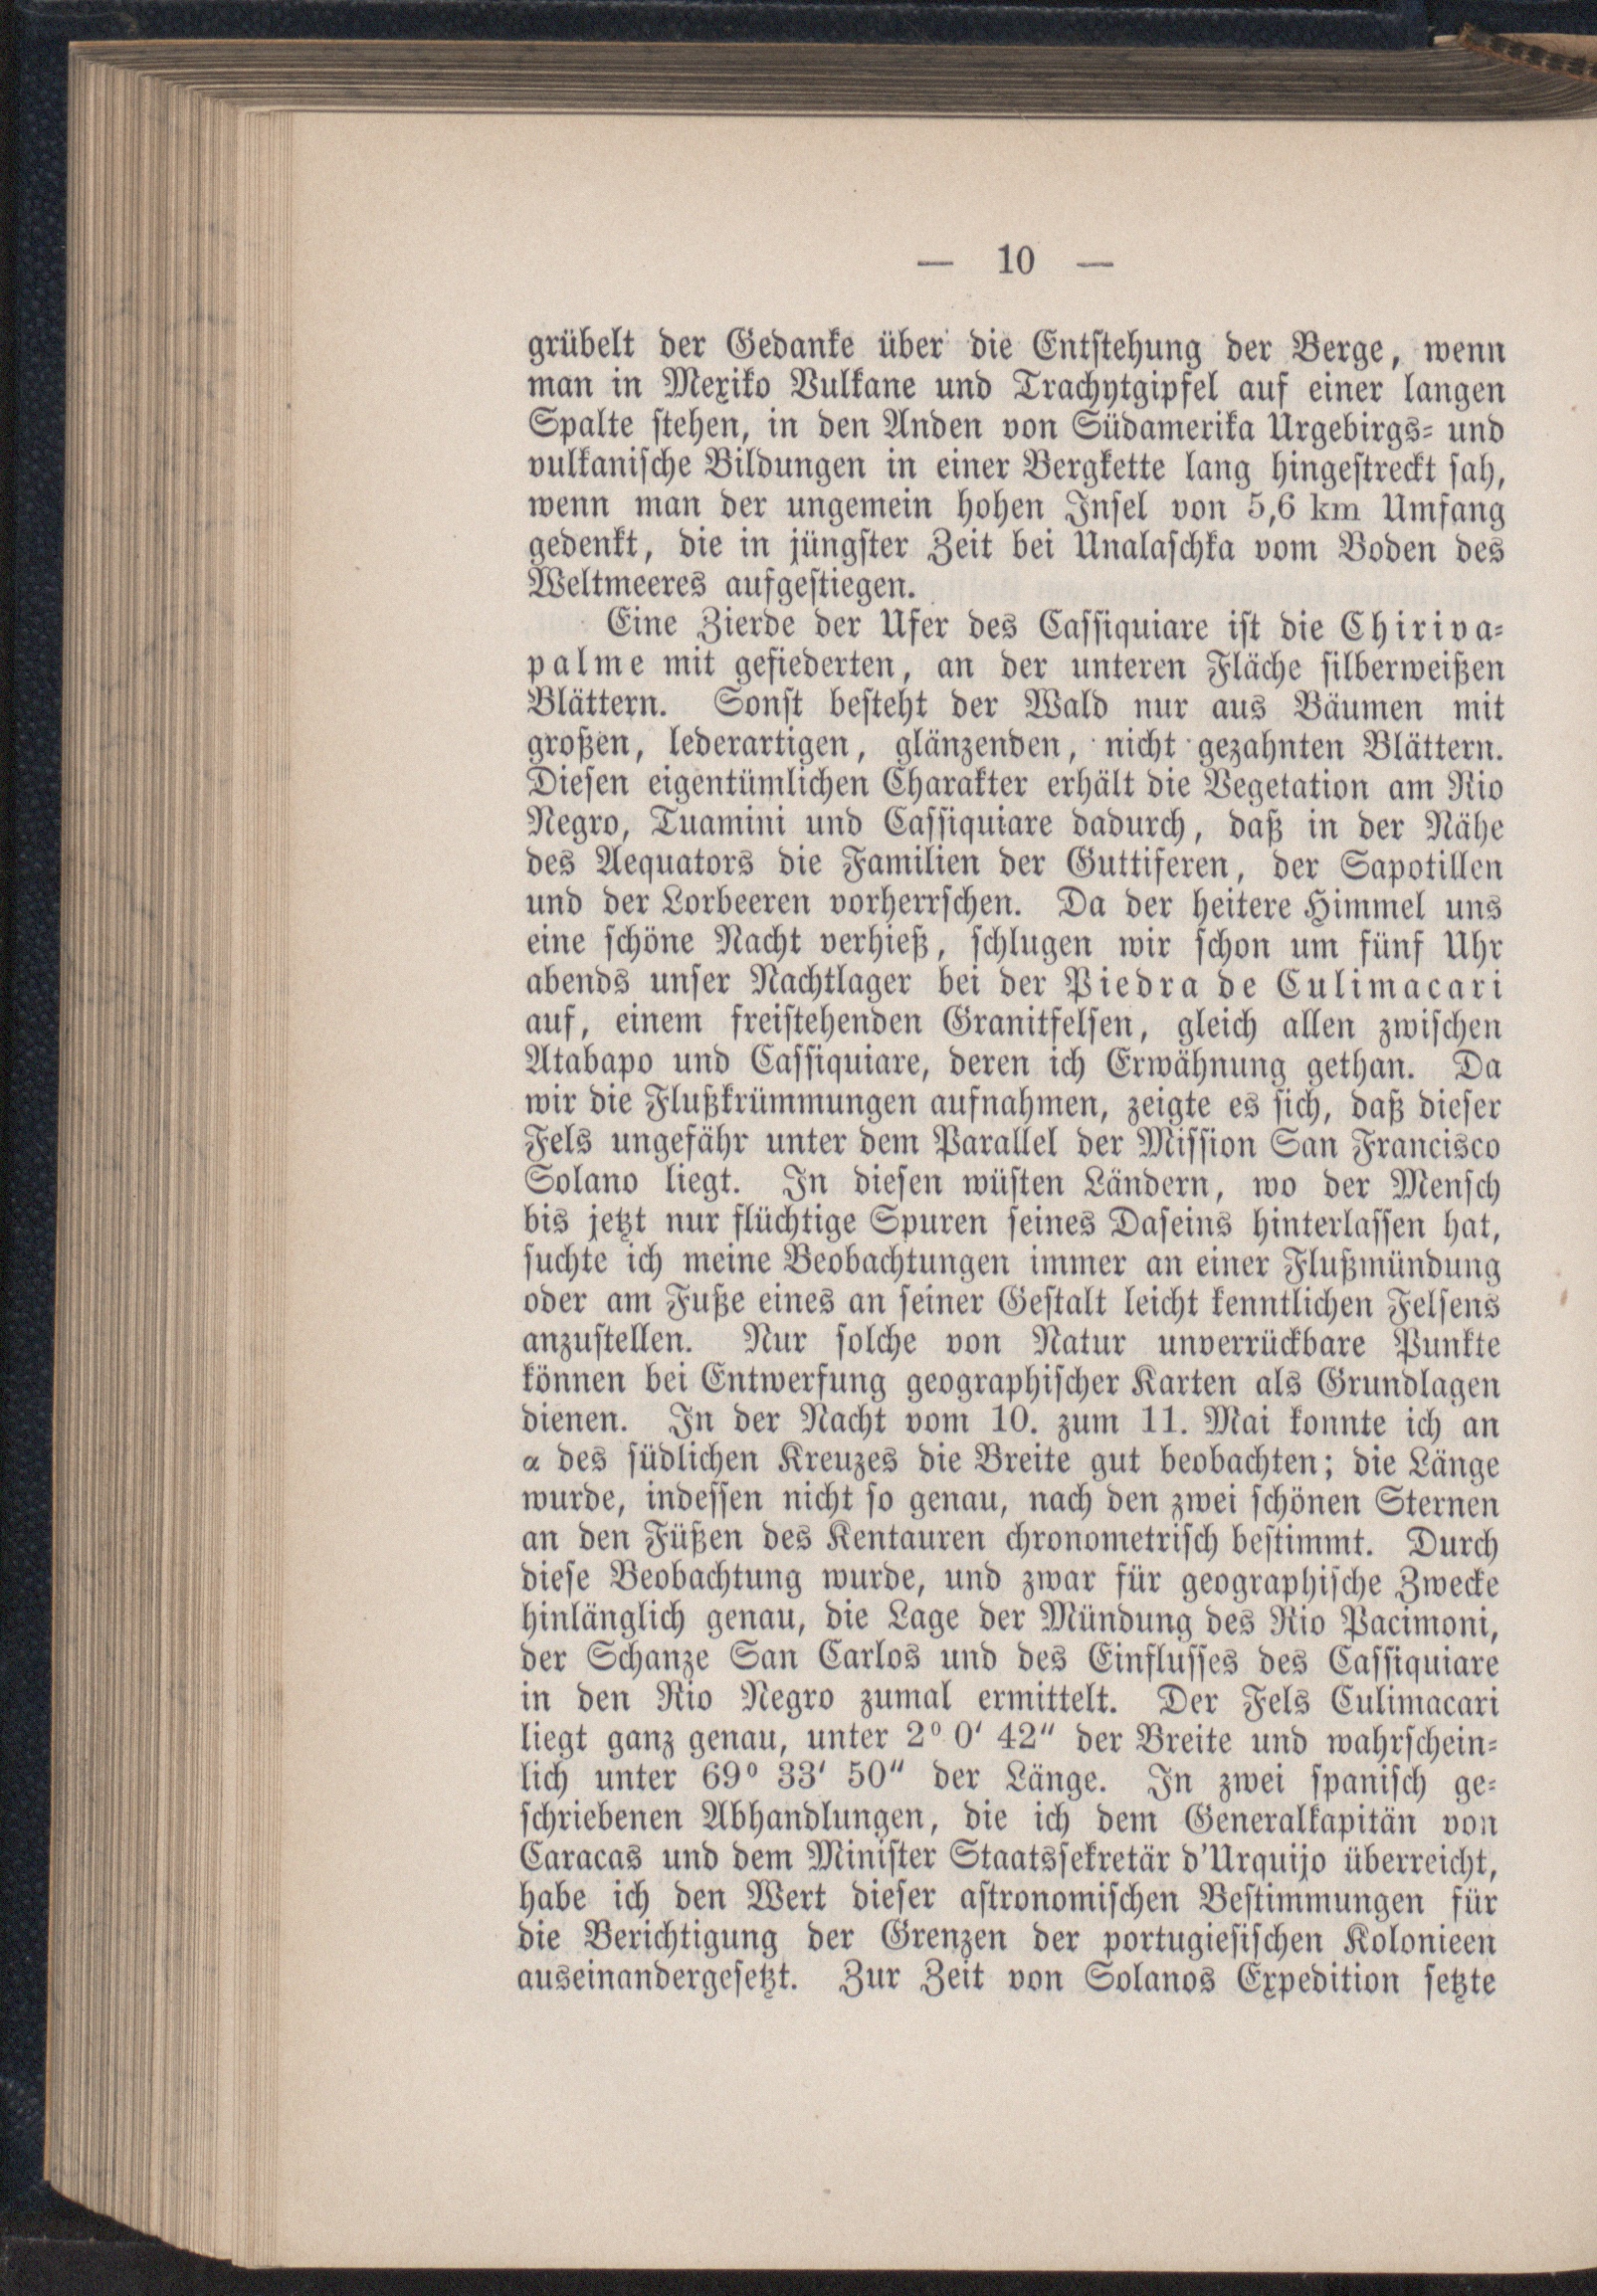 — 10 —
grübelt der Gedanke über die Entstehung der Berge, wenn
man in Mexiko Vulkane und Trachytgipfel auf einer langen
Spalte stehen, in den Anden von Südamerika Urgebirgs- und
vulkanische Bildungen in einer Bergkette lang hingestreckt sah,
wenn man der ungemein hohen Insel von 5,6 km Umfang
gedenkt, die in jüngster Zeit bei Unalaschka vom Boden des
Weltmeeres aufgestiegen.
Eine Zierde der Ufer des Cassiquiare ist die Chiriva-
palme mit gefiederten, an der unteren Fläche silberweißen
Blättern. Sonst besteht der Wald nur aus Bäumen mit
großen, lederartigen, glänzenden, nicht gezahnten Blättern.
Diesen eigentümlichen Charakter erhält die Vegetation am Rio
Negro, Tuamini und Cassiquiare dadurch, daß in der Nähe
des Aequators die Familien der Guttiferen, der Sapotillen
und der Lorbeeren vorherrschen. Da der heitere Himmel uns
eine schöne Nacht verhieß, schlugen wir schon um fünf Uhr
abends unser Nachtlager bei der Piedra de Culimacari
auf, einem freistehenden Granitfelsen, gleich allen zwischen
Atabapo und Cassiquiare, deren ich Erwähnung gethan. Da
wir die Flußkrümmungen aufnahmen, zeigte es sich, daß dieser
Fels ungefähr unter dem Parallel der Mission San Francisco
Solano liegt. In diesen wüsten Ländern, wo der Mensch
bis jetzt nur flüchtige Spuren seines Daseins hinterlassen hat,
suchte ich meine Beobachtungen immer an einer Flußmündung
oder am Fuße eines an seiner Gestalt leicht kenntlichen Felsens
anzustellen. Nur solche von Natur unverrückbare Punkte
können bei Entwerfung geographischer Karten als Grundlagen
dienen. In der Nacht vom 10. zum 11. Mai konnte ich an
α des südlichen Kreuzes die Breite gut beobachten; die Länge
wurde, indessen nicht so genau, nach den zwei schönen Sternen
an den Füßen des Kentauren chronometrisch bestimmt. Durch
diese Beobachtung wurde, und zwar für geographische Zwecke
hinlänglich genau, die Lage der Mündung des Rio Pacimoni,
der Schanze San Carlos und des Einflusses des Cassiquiare
in den Rio Negro zumal ermittelt. Der Fels Culimacari
liegt ganz genau, unter 2° 0′ 42″ der Breite und wahrschein-
lich unter 69° 33′ 50″ der Länge. In zwei spanisch ge-
schriebenen Abhandlungen, die ich dem Generalkapitän von
Caracas und dem Minister Staatssekretär d'Urquijo überreicht,
habe ich den Wert dieser astronomischen Bestimmungen für
die Berichtigung der Grenzen der portugiesischen Kolonieen
auseinandergesetzt. Zur Zeit von Solanos Expedition setzte